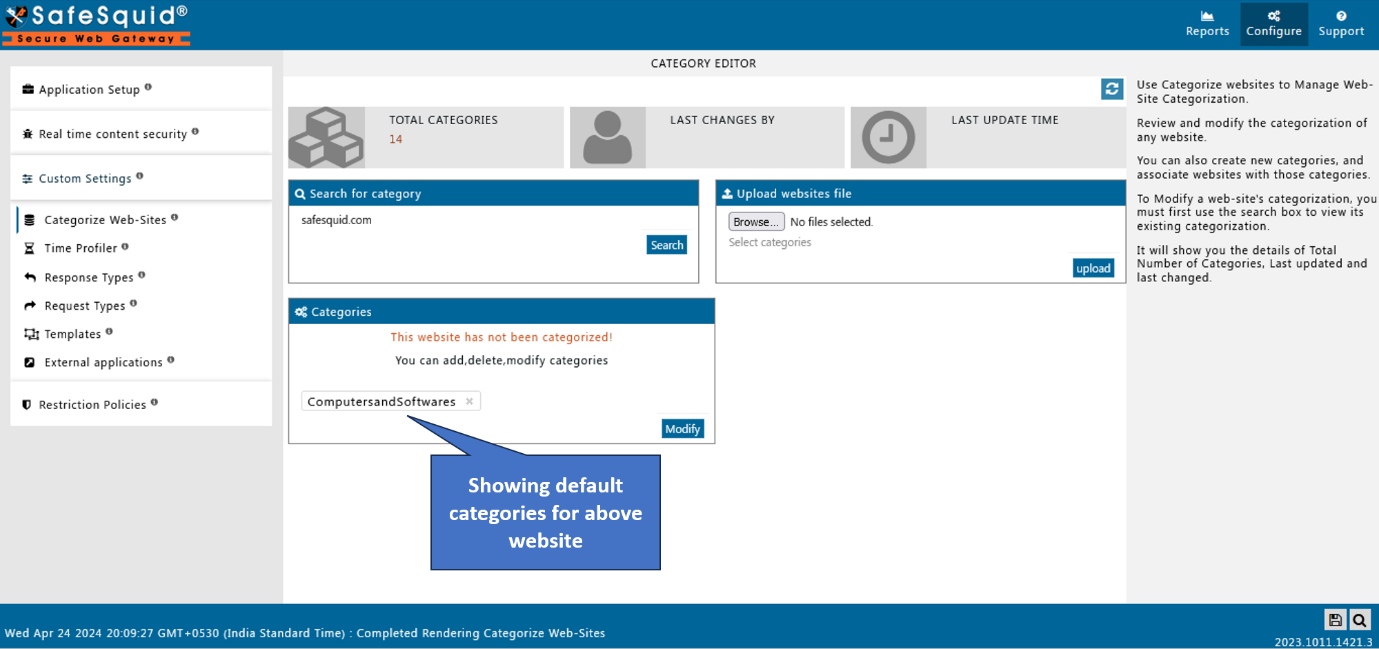 SafeSquid®
Secure Web Gateway
Reports
Configure
Support
Application Setup
Real time content security
Custom Settings
Categorize Web-Sites
Time Profiler
Response Types
Request Types
Templates
External applications
Restriction Policies
CATEGORY EDITOR
TOTAL CATEGORIES
14
LAST CHANGES BY
LAST UPDATE TIME
Search for category
safesquid.com
Search
Upload websites file
Browse... No files selected.
Select categories
upload
Categories
This website has not been categorized!
You can add,delete,modify categories
ComputersandSoftwares ×
Modify
Showing default
categories for above
website
Use Categorize websites to Manage Web-
Site Categorization.
Review and modify the categorization of
any website.
You can also create new categories, and
associate websites with those categories.
To Modify a web-site's categorization, you
must first use the search box to view its
existing categorization.
It will show you the details of Total
Number of Categories, Last updated and
last changed.
Wed Apr 24 2024 20:09:27 GMT+0530 (India Standard Time) : Completed Rendering Categorize Web-Sites
2023.1011.1421.3